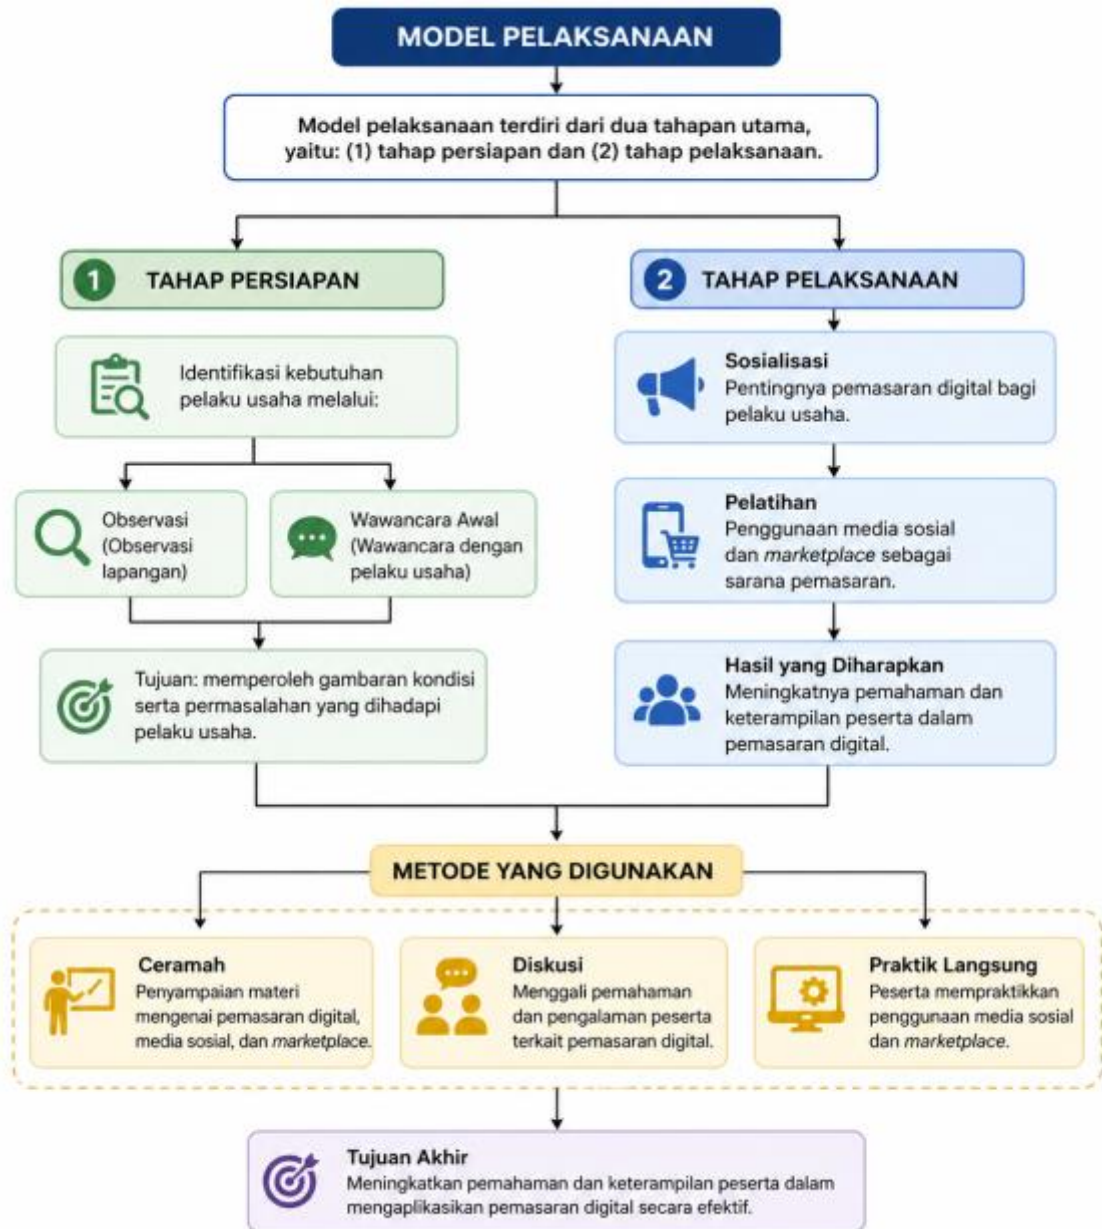 MODEL PELAKSANAAN
Model pelaksanaan terdiri dari dua tahapan utama,
yaitu: (1) tahap persiapan dan (2) tahap pelaksanaan.
1 TAHAP PERSIAPAN
Identifikasi kebutuhan
pelaku usaha melalui:
Observasi
(Observasi
lapangan)
Wawancara Awal
(Wawancara dengan
pelaku usaha)
Tujuan: memperoleh gambaran kondisi
serta permasalahan yang dihadapi
pelaku usaha.
2 TAHAP PELAKSANAAN
Sosialisasi
Pentingnya pemasaran digital bagi
pelaku usaha.
Pelatihan
Penggunaan media sosial
dan marketplace sebagai
sarana pemasaran.
Hasil yang Diharapkan
Meningkatnya pemahaman dan
keterampilan peserta dalam
pemasaran digital.
METODE YANG DIGUNAKAN
Ceramah
Penyampaian materi
mengenai pemasaran digital,
media sosial, dan marketplace.
Diskusi
Menggali pemahaman
dan pengalaman peserta
terkait pemasaran digital.
Praktik Langsung
Peserta mempraktikkan
penggunaan media sosial
dan marketplace.
Tujuan Akhir
Meningkatkan pemahaman dan keterampilan peserta dalam
mengaplikasikan pemasaran digital secara efektif.